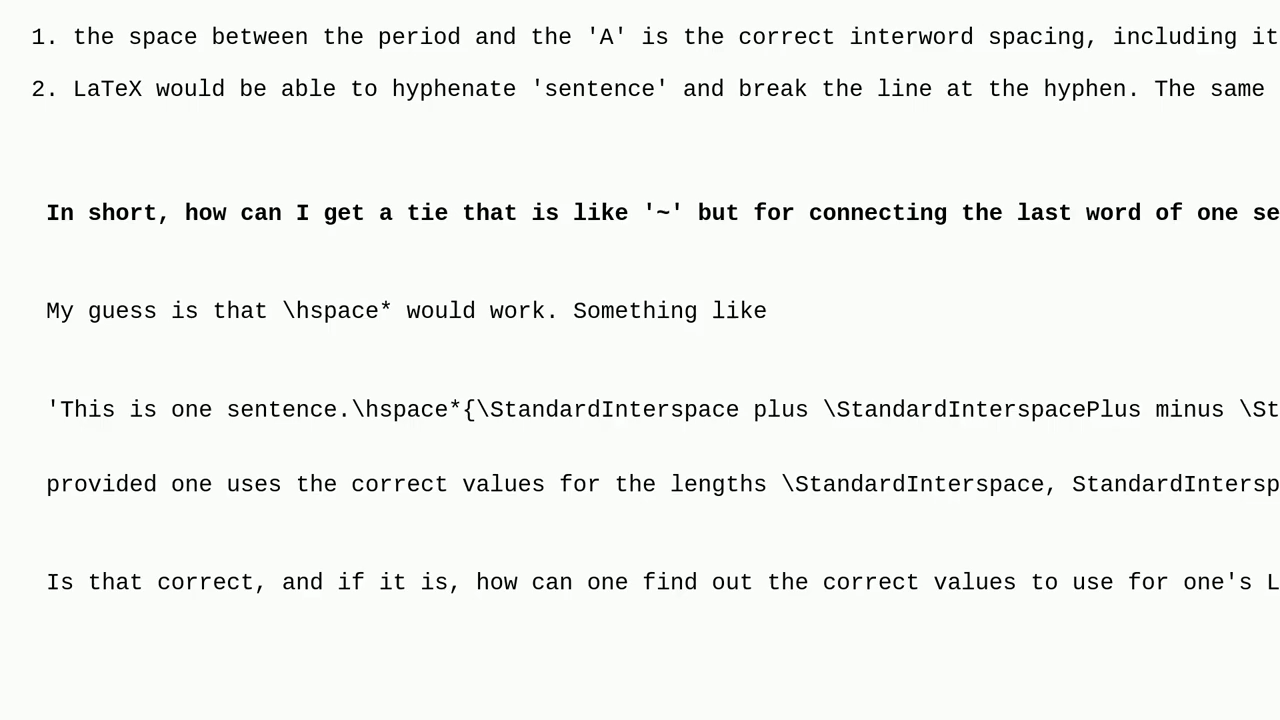 1. the space between the period and the 'A' is the correct interword spacing, including it
2. LaTeX would be able to hyphenate 'sentence' and break the line at the hyphen. The same
In short, how can I get a tie that is like '~' but for connecting the last word of one se
My guess is that \hspace* would work. Something like
'This is one sentence.\hspace*{\StandardInterspace plus \StandardInterspacePlus minus \St
provided one uses the correct values for the lengths \StandardInterspace, StandardIntersp
Is that correct, and if it is, how can one find out the correct values to use for one's L